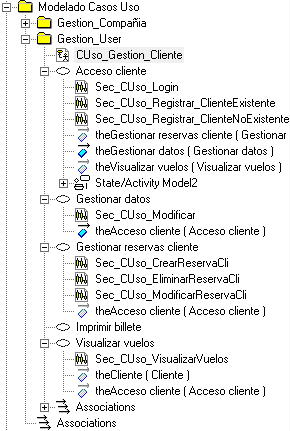 Modelado Casos Uso
Gestion_Compañia
Gestion_User
CUso_Gestion_Cliente
Acceso cliente
Sec_CUso_Login
Sec_CUso_Registrar_ClienteExistente
Sec_CUso_Registrar_ClienteNoExistente
theGestionar reservas cliente ( Gestionar
theGestionar datos ( Gestionar datos )
theVisualizar vuelos ( Visualizar vuelos )
State/Activity Model2
Gestionar datos
Sec_CUso_Modificar
theAcceso cliente ( Acceso cliente )
Gestionar reservas cliente
Sec_CUso_CrearReservaCli
Sec_CUso_EliminarReservaCli
Sec_CUso_ModificarReservaCli
theAcceso cliente ( Acceso cliente )
Imprimir billete
Visualizar vuelos
Sec_CUso_VisualizarVuelos
theCliente ( Cliente )
theAcceso cliente ( Acceso cliente )
Associations
Associations